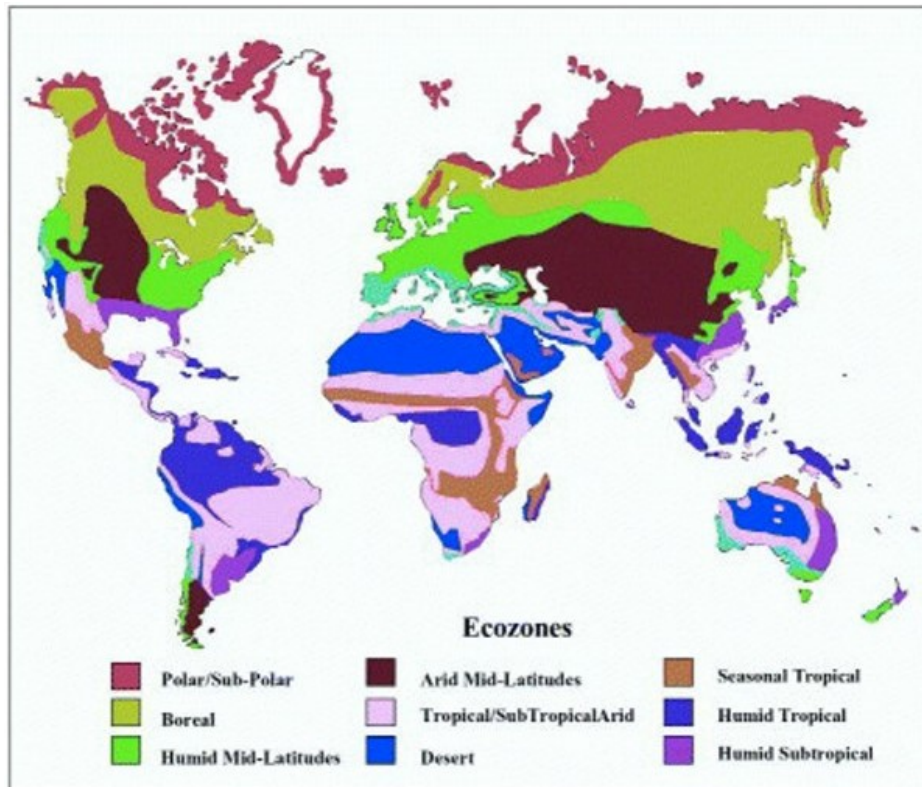 Ecozones
Polar/Sub-Polar
Boreal
Humid Mid-Latitudes
Arid Mid-Latitudes
Tropical/SubTropicalArid
Desert
Seasonal Tropical
Humid Tropical
Humid Subtropical